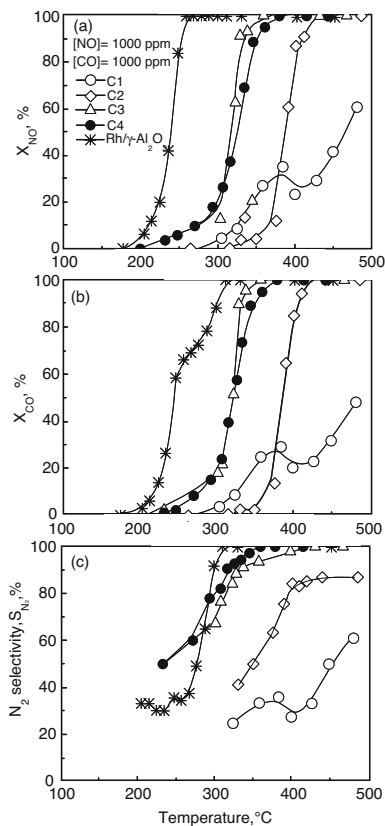 100
80
60
40
20
0
X_NO, %
(a)
[NO]= 1000 ppm
[CO]= 1000 ppm
C1
C2
C3
C4
Rh/γ-Al₂O
100 200 300 400 500
100
80
60
40
20
0
X_CO, %
(b)
100 200 300 400 500
100
80
60
40
20
0
N₂ selectivity,S_N₂,%
(c)
100 200 300 400 500
Temperature,°C